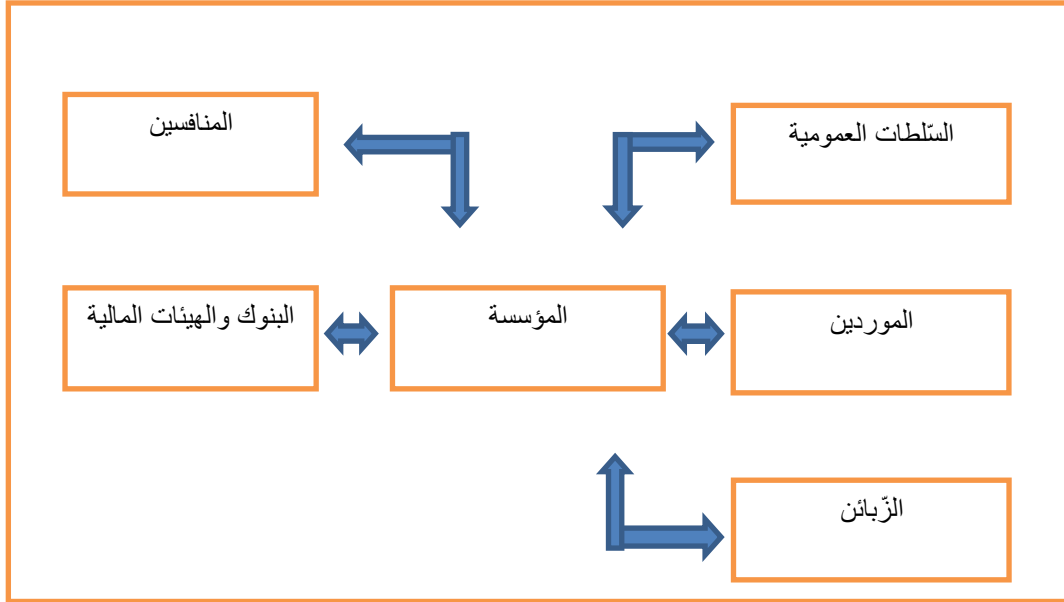 السّلطات العمومية
المنافسين
الموردين
المؤسسة
البنوك والهيئات المالية
الزّبائن